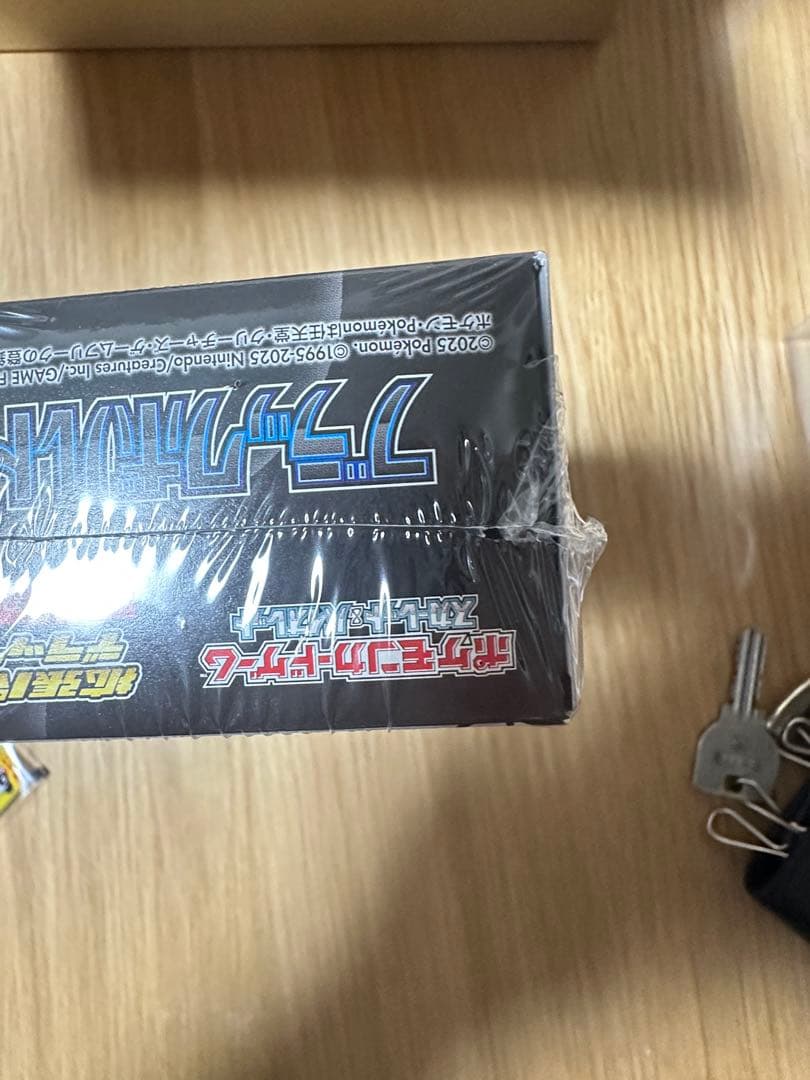 ポケモンカードゲーム
スカーレット&バイオレット
拡張パ
ブラックボルト
©2025 Pokémon. ©1995-2025 Nintendo/Creatures Inc./GAME F
ポケモン・Pokémonは任天堂・クリーチャーズ・ゲームフリークの登